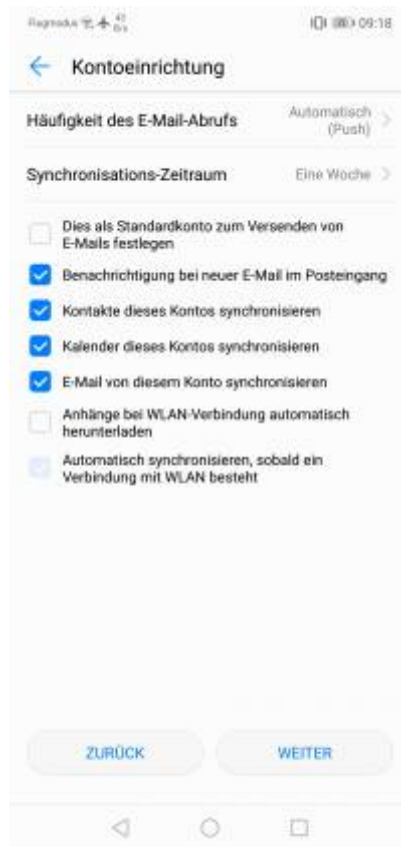 Flugmodus
09:18
Kontoeinrichtung
Häufigkeit des E-Mail-Abrufs
Automatisch
(Push)
Synchronisations-Zeitraum
Eine Woche
Dies als Standardkonto zum Versenden von
E-Mails festlegen
Benachrichtigung bei neuer E-Mail im Posteingang
Kontakte dieses Kontos synchronisieren
Kalender dieses Kontos synchronisieren
E-Mail von diesem Konto synchronisieren
Anhänge bei WLAN-Verbindung automatisch
herunterladen
Automatisch synchronisieren, sobald ein
Verbindung mit WLAN besteht
ZURÜCK
WEITER